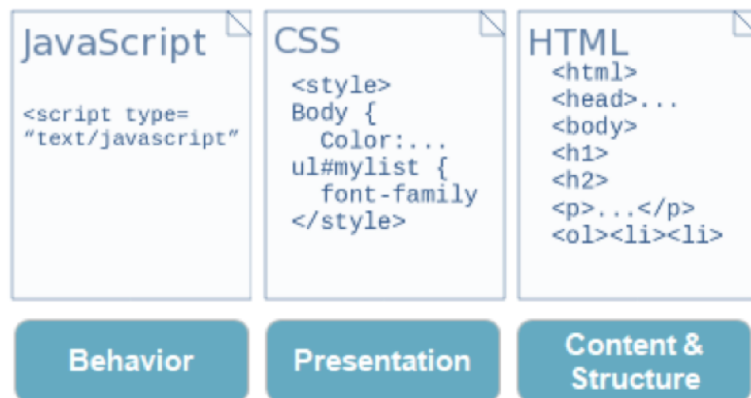 JavaScript
<script type=
“text/javascript”
CSS
<style>
Body {
Color:...
ul#mylist {
font-family
</style>
HTML
<html>
<head>...
<body>
<h1>
<h2>
<p>...</p>
<ol><li><li>
Behavior
Presentation
Content &
Structure